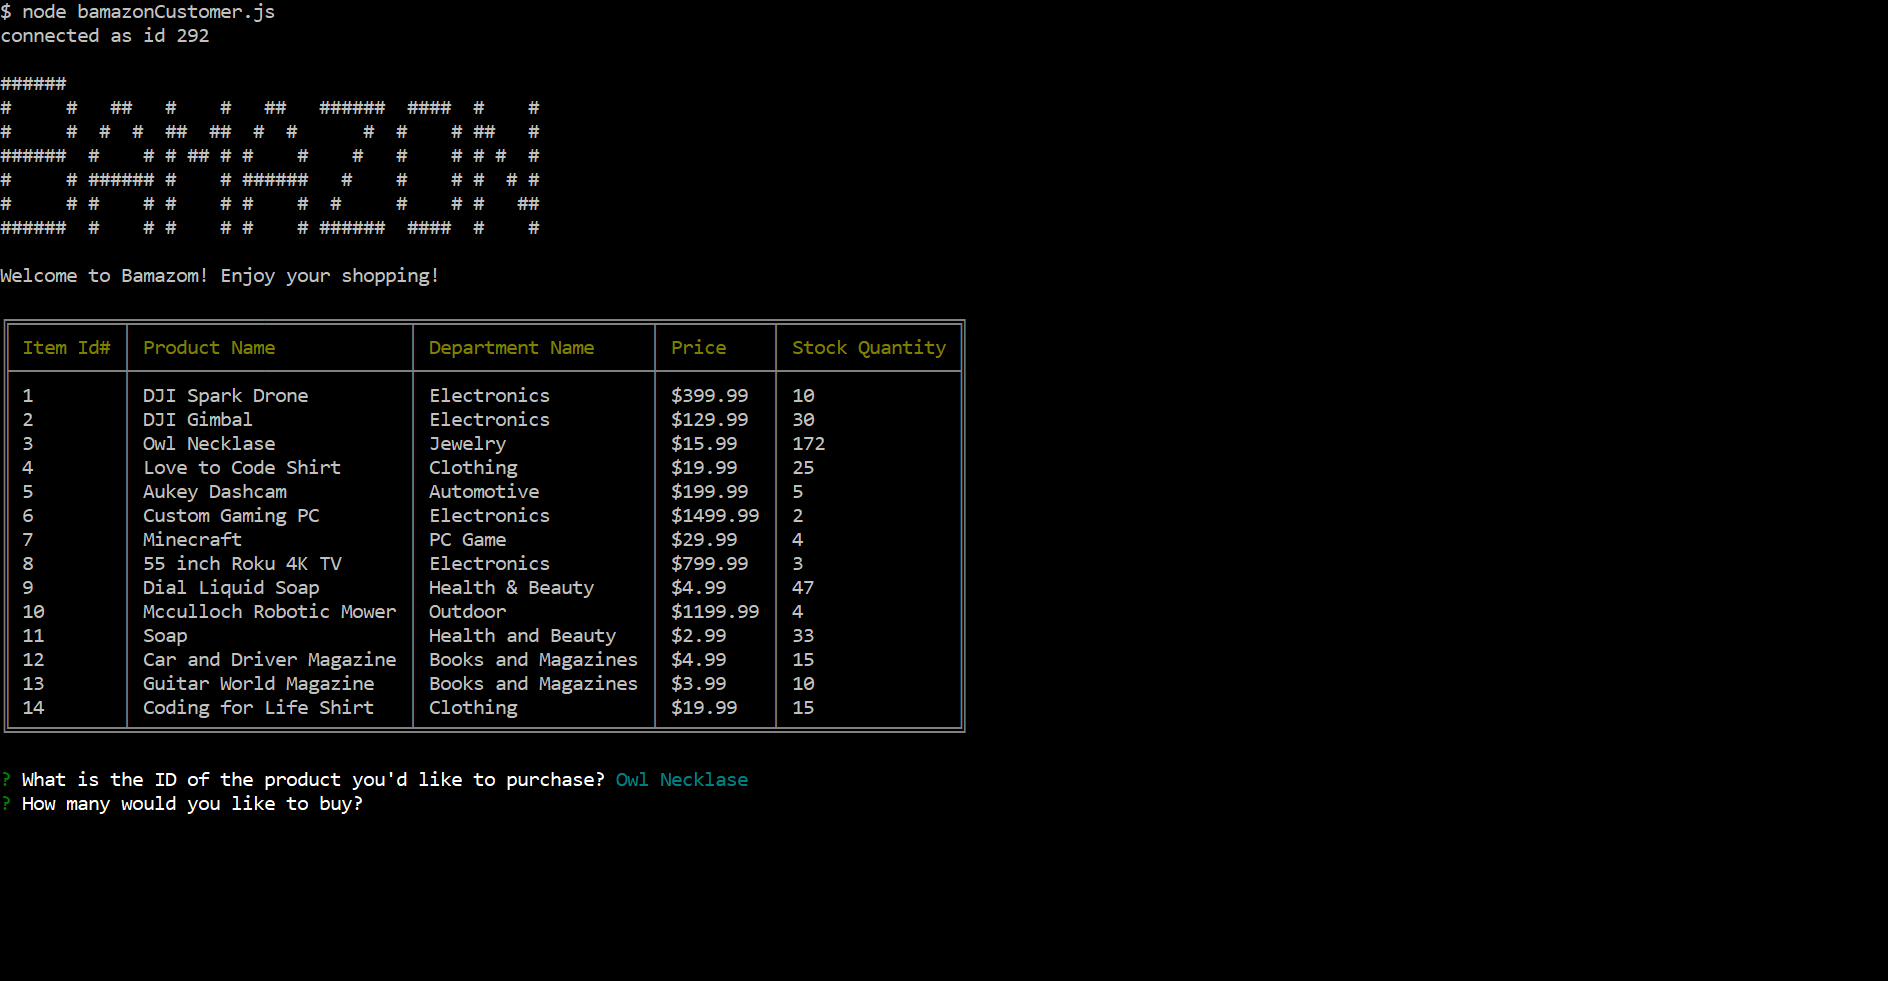 $ node bamazonCustomer.js
connected as id 292
######
#     #   ##   #    #   ##   ######  ####  #    #
#     #  #  #  ##  ##  #  #      #  #    # ##   #
######  #    # # ## # #    #    #   #    # # #  #
#     # ###### #    # ######   #    #    # #  # #
#     # #    # #    # #    #  #     #    # #   ##
######  #    # #    # #    # ######  ####  #    #
Welcome to Bamazom! Enjoy your shopping!
Item Id# Product Name Department Name Price Stock Quantity
1 DJI Spark Drone Electronics $399.99 10
2 DJI Gimbal Electronics $129.99 30
3 Owl Necklase Jewelry $15.99 172
4 Love to Code Shirt Clothing $19.99 25
5 Aukey Dashcam Automotive $199.99 5
6 Custom Gaming PC Electronics $1499.99 2
7 Minecraft PC Game $29.99 4
8 55 inch Roku 4K TV Electronics $799.99 3
9 Dial Liquid Soap Health & Beauty $4.99 47
10 Mcculloch Robotic Mower Outdoor $1199.99 4
11 Soap Health and Beauty $2.99 33
12 Car and Driver Magazine Books and Magazines $4.99 15
13 Guitar World Magazine Books and Magazines $3.99 10
14 Coding for Life Shirt Clothing $19.99 15
? What is the ID of the product you'd like to purchase? Owl Necklase
? How many would you like to buy?